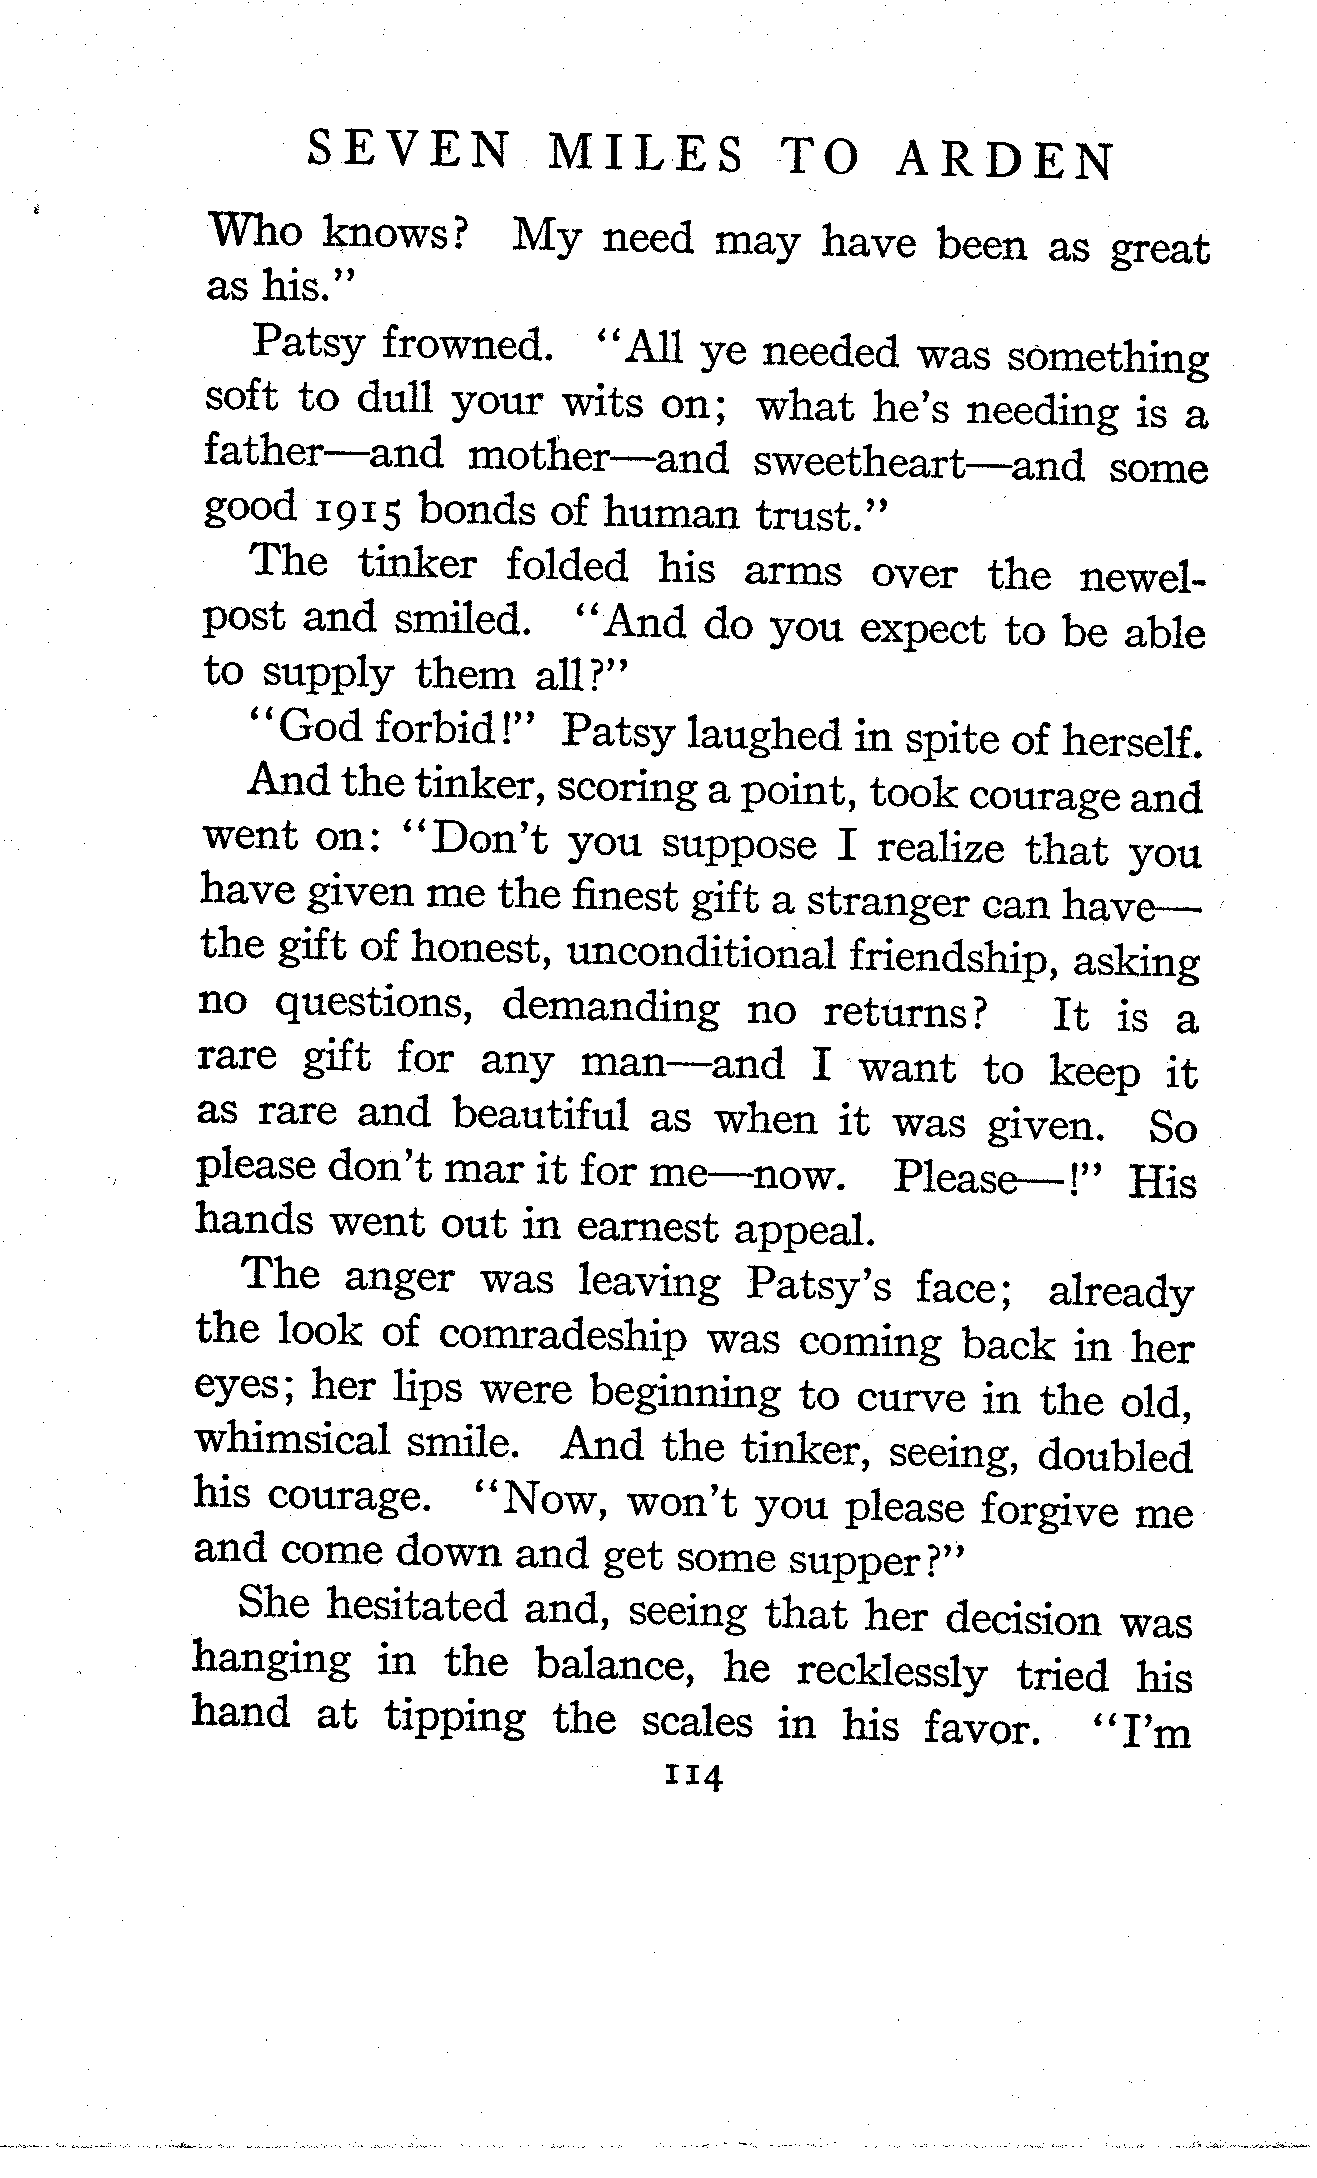 SEVEN MILES TO ARDEN
Who knows? My need may have been as great
as his."
Patsy frowned. "All ye needed was something
soft to dull your wits on; what he's needing is a
father—and mother—and sweetheart—and some
good 1915 bonds of human trust."
The tinker folded his arms over the newel-
post and smiled. "And do you expect to be able
to supply them all?"
"God forbid!" Patsy laughed in spite of herself.
And the tinker, scoring a point, took courage and
went on: "Don't you suppose I realize that you
have given me the finest gift a stranger can have—
the gift of honest, unconditional friendship, asking
no questions, demanding no returns? It is a
rare gift for any man—and I want to keep it
as rare and beautiful as when it was given. So
please don't mar it for me—now. Please—!" His
hands went out in earnest appeal.
The anger was leaving Patsy's face; already
the look of comradeship was coming back in her
eyes; her lips were beginning to curve in the old,
whimsical smile. And the tinker, seeing, doubled
his courage. "Now, won't you please forgive me
and come down and get some supper?"
She hesitated and, seeing that her decision was
hanging in the balance, he recklessly tried his
hand at tipping the scales in his favor. "I'm
114